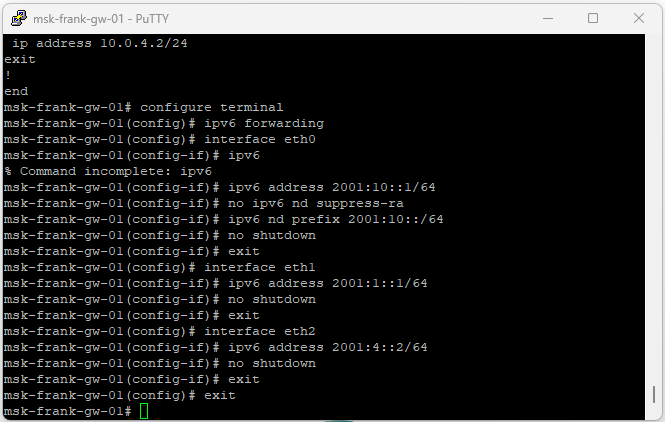 msk-frank-gw-01 - PuTTY
ip address 10.0.4.2/24
exit
!
end
msk-frank-gw-01# configure terminal
msk-frank-gw-01(config)# ipv6 forwarding
msk-frank-gw-01(config)# interface eth0
msk-frank-gw-01(config-if)# ipv6
% Command incomplete: ipv6
msk-frank-gw-01(config-if)# ipv6 address 2001:10::1/64
msk-frank-gw-01(config-if)# no ipv6 nd suppress-ra
msk-frank-gw-01(config-if)# ipv6 nd prefix 2001:10::/64
msk-frank-gw-01(config-if)# no shutdown
msk-frank-gw-01(config-if)# exit
msk-frank-gw-01(config)# interface eth1
msk-frank-gw-01(config-if)# ipv6 address 2001:1::1/64
msk-frank-gw-01(config-if)# no shutdown
msk-frank-gw-01(config-if)# exit
msk-frank-gw-01(config)# interface eth2
msk-frank-gw-01(config-if)# ipv6 address 2001:4::2/64
msk-frank-gw-01(config-if)# no shutdown
msk-frank-gw-01(config-if)# exit
msk-frank-gw-01(config)# exit
msk-frank-gw-01#